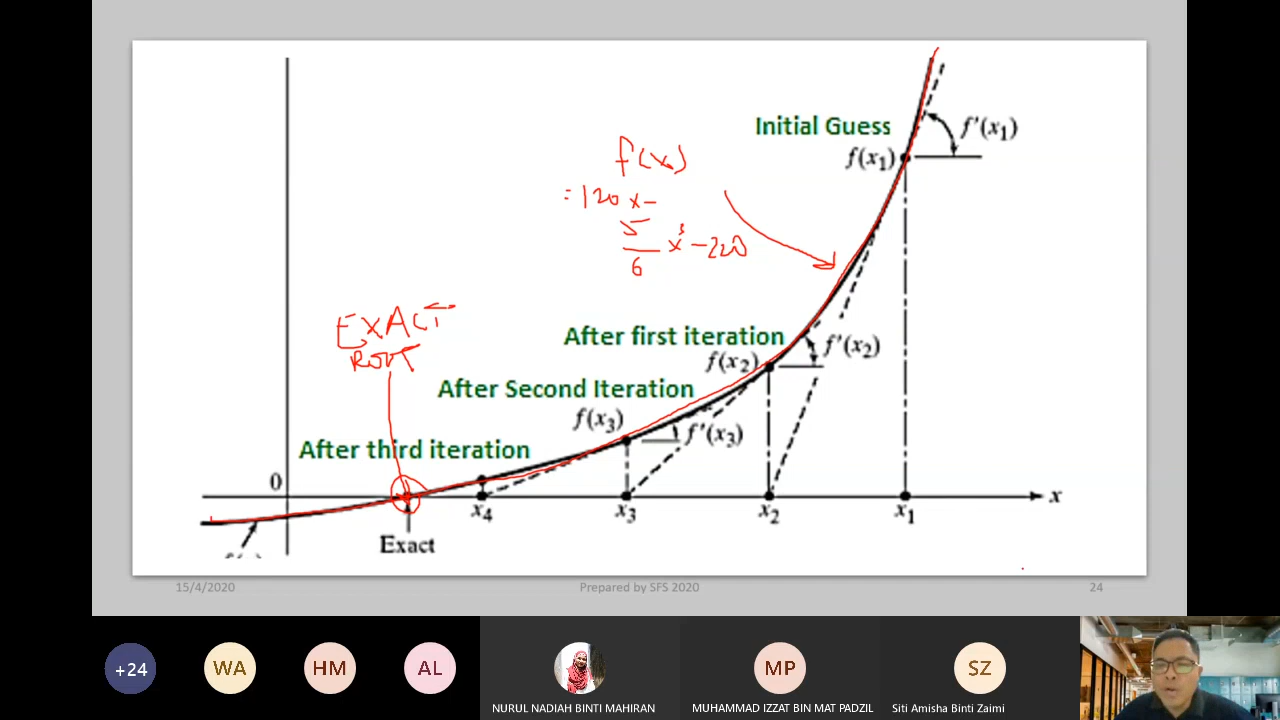 Initial Guess
f'(x₁)
f(x₁)
f(x)
= 120 x -
5
6
x³ - 220
EXACT
ROOT
After first iteration
f'(x₂)
f(x₂)
After Second Iteration
f(x₃)
f'(x₃)
After third iteration
0
x₄
x₃
x₂
x₁
x
Exact
15/4/2020
Prepared by SFS 2020
24
+24
WA
HM
AL
MP
SZ
NURUL NADIAH BINTI MAHIRAN
MUHAMMAD IZZAT BIN MAT PADZIL
Siti Amisha Binti Zaimi